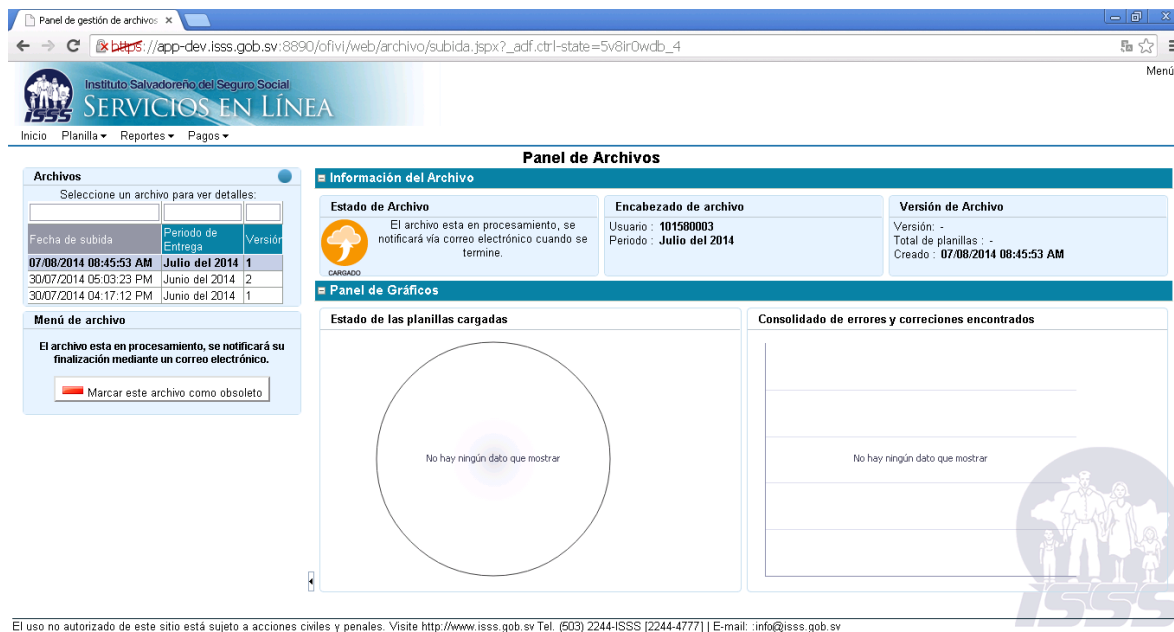 Panel de gestión de archivos
https://app-dev.isss.gob.sv:8890/ofivi/web/archivo/subida.jspx?_adf.ctrl-state=5v8ir0wdb_4
Menú
Instituto Salvadoreño del Seguro Social
SERVICIOS EN LÍNEA
ISSS
Inicio Planilla Reportes Pagos
Panel de Archivos
Archivos
Seleccione un archivo para ver detalles:
Fecha de subida Periodo de Entrega Versión
07/08/2014 08:45:53 AM Julio del 2014 1
30/07/2014 05:03:23 PM Junio del 2014 2
30/07/2014 04:17:12 PM Junio del 2014 1
Menú de archivo
El archivo esta en procesamiento, se notificará su
finalización mediante un correo electrónico.
Marcar este archivo como obsoleto
Información del Archivo
Estado de Archivo
El archivo esta en procesamiento, se
notificará vía correo electrónico cuando se
termine.
CARGADO
Encabezado de archivo
Usuario : 101580003
Periodo : Julio del 2014
Versión de Archivo
Versión: -
Total de planillas : -
Creado : 07/08/2014 08:45:53 AM
Panel de Gráficos
Estado de las planillas cargadas
No hay ningún dato que mostrar
Consolidado de errores y correciones encontrados
No hay ningún dato que mostrar
ISSS
El uso no autorizado de este sitio está sujeto a acciones civiles y penales. Visite http://www.isss.gob.sv Tel. (503) 2244-ISSS [2244-4777] | E-mail: :info@isss.gob.sv